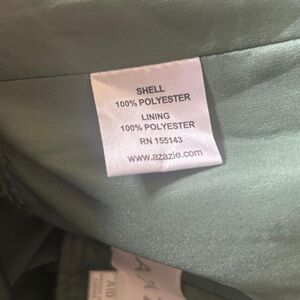 SHELL
100% POLYESTER
LINING
100% POLYESTER
RN 155143
www.azazie.com